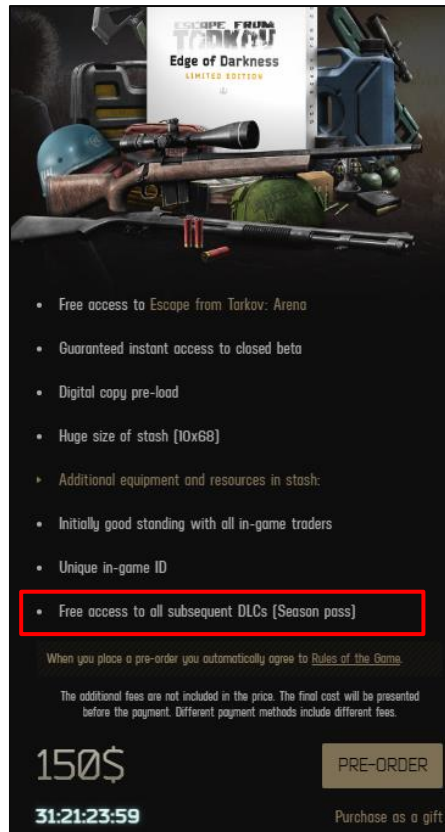 ESCAPE FROM
TARKOV
Edge of Darkness
LIMITED EDITION
Free access to Escape from Tarkov: Arena
Guaranteed instant access to closed beta
Digital copy pre-load
Huge size of stash (10x68)
Additional equipment and resources in stash:
Initially good standing with all in-game traders
Unique in-game ID
Free access to all subsequent DLCs (Season pass)
When you place a pre-order you automatically agree to Rules of the Game.
The additional fees are not included in the price. The final cost will be presented
before the payment. Different payment methods include different fees.
150$
PRE-ORDER
31:21:23:59
Purchase as a gift